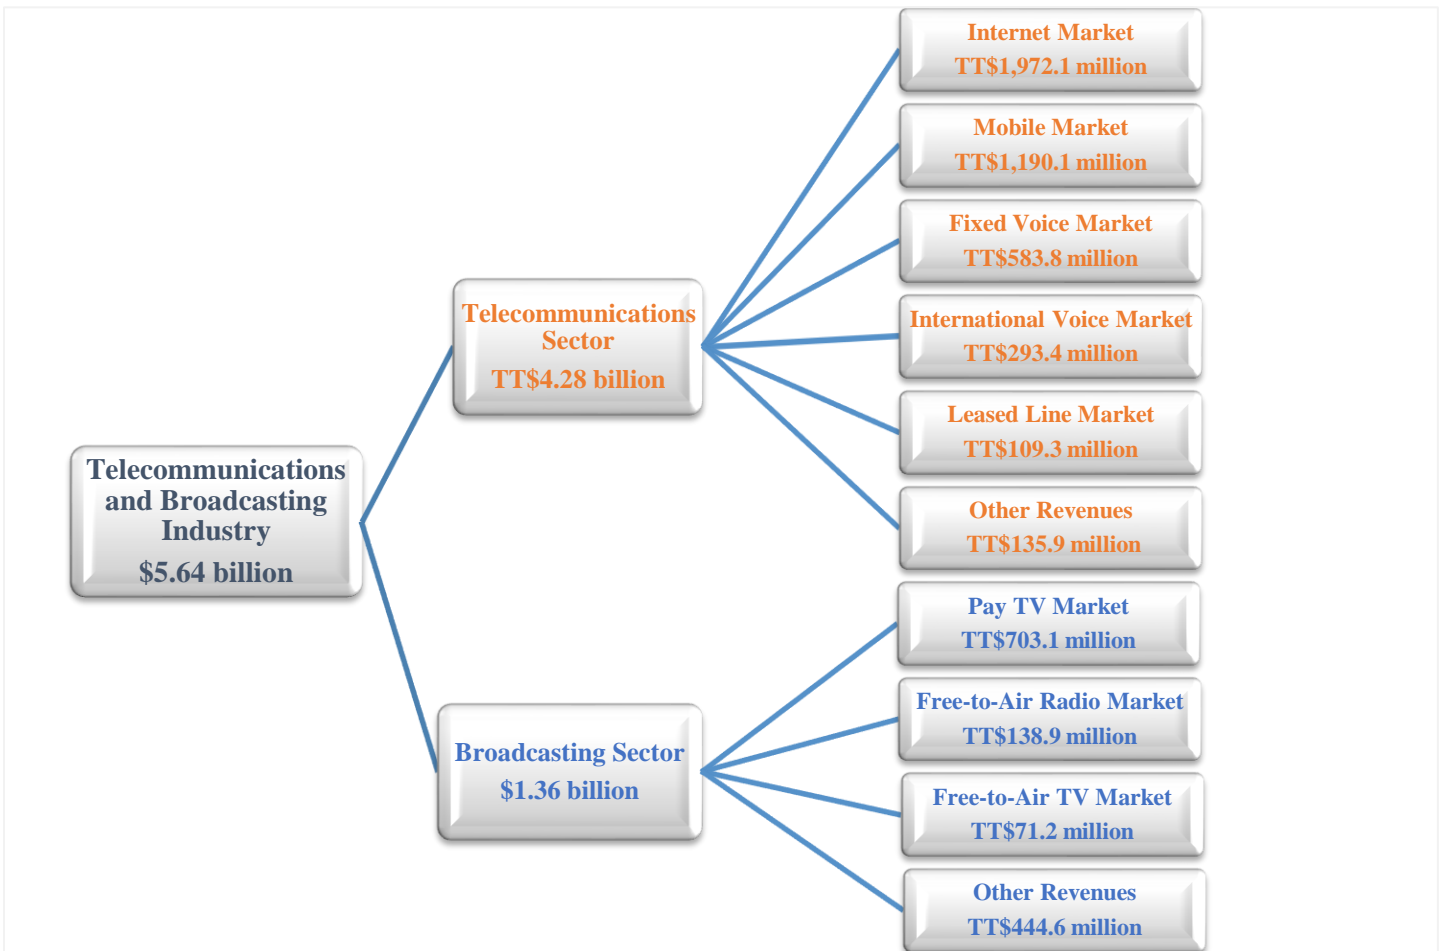 Telecommunications
and Broadcasting
Industry
$5.64 billion
Telecommunications
Sector
TT$4.28 billion
Internet Market
TT$1,972.1 million
Mobile Market
TT$1,190.1 million
Fixed Voice Market
TT$583.8 million
International Voice Market
TT$293.4 million
Leased Line Market
TT$109.3 million
Other Revenues
TT$135.9 million
Broadcasting Sector
$1.36 billion
Pay TV Market
TT$703.1 million
Free-to-Air Radio Market
TT$138.9 million
Free-to-Air TV Market
TT$71.2 million
Other Revenues
TT$444.6 million